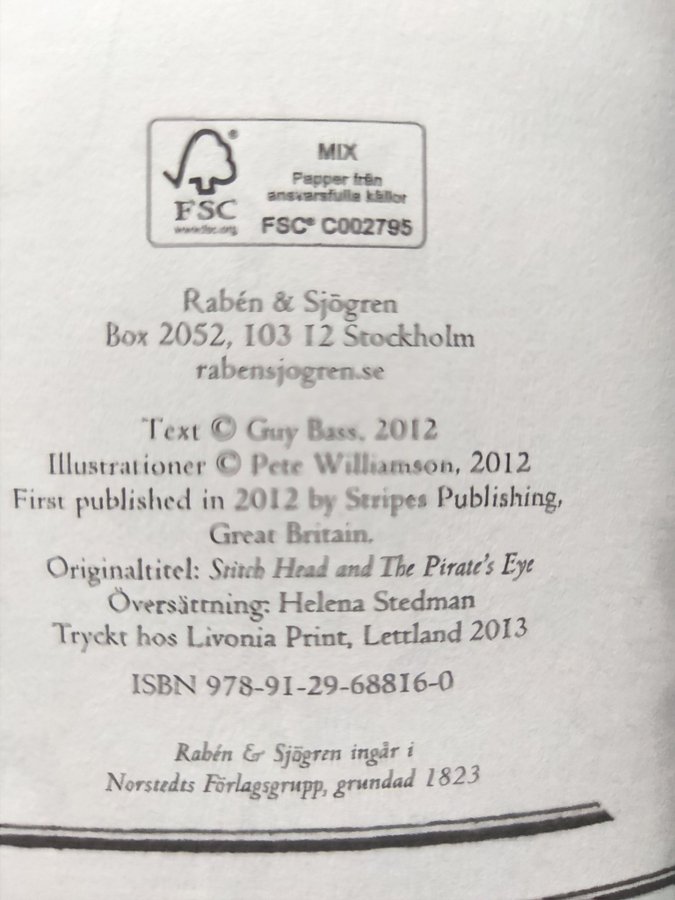 FSC®
www.fsc.org
MIX
Papper från
ansvarsfulla källor
FSC® C002795
Rabén & Sjögren
Box 2052, 103 12 Stockholm
rabensjogren.se
Text © Guy Bass, 2012
Illustrationer © Pete Williamson, 2012
First published in 2012 by Stripes Publishing,
Great Britain.
Originaltitel: Stitch Head and The Pirate's Eye
Översättning: Helena Stedman
Tryckt hos Livonia Print, Lettland 2013
ISBN 978-91-29-68816-0
Rabén & Sjögren ingår i
Norstedts Förlagsgrupp, grundad 1823